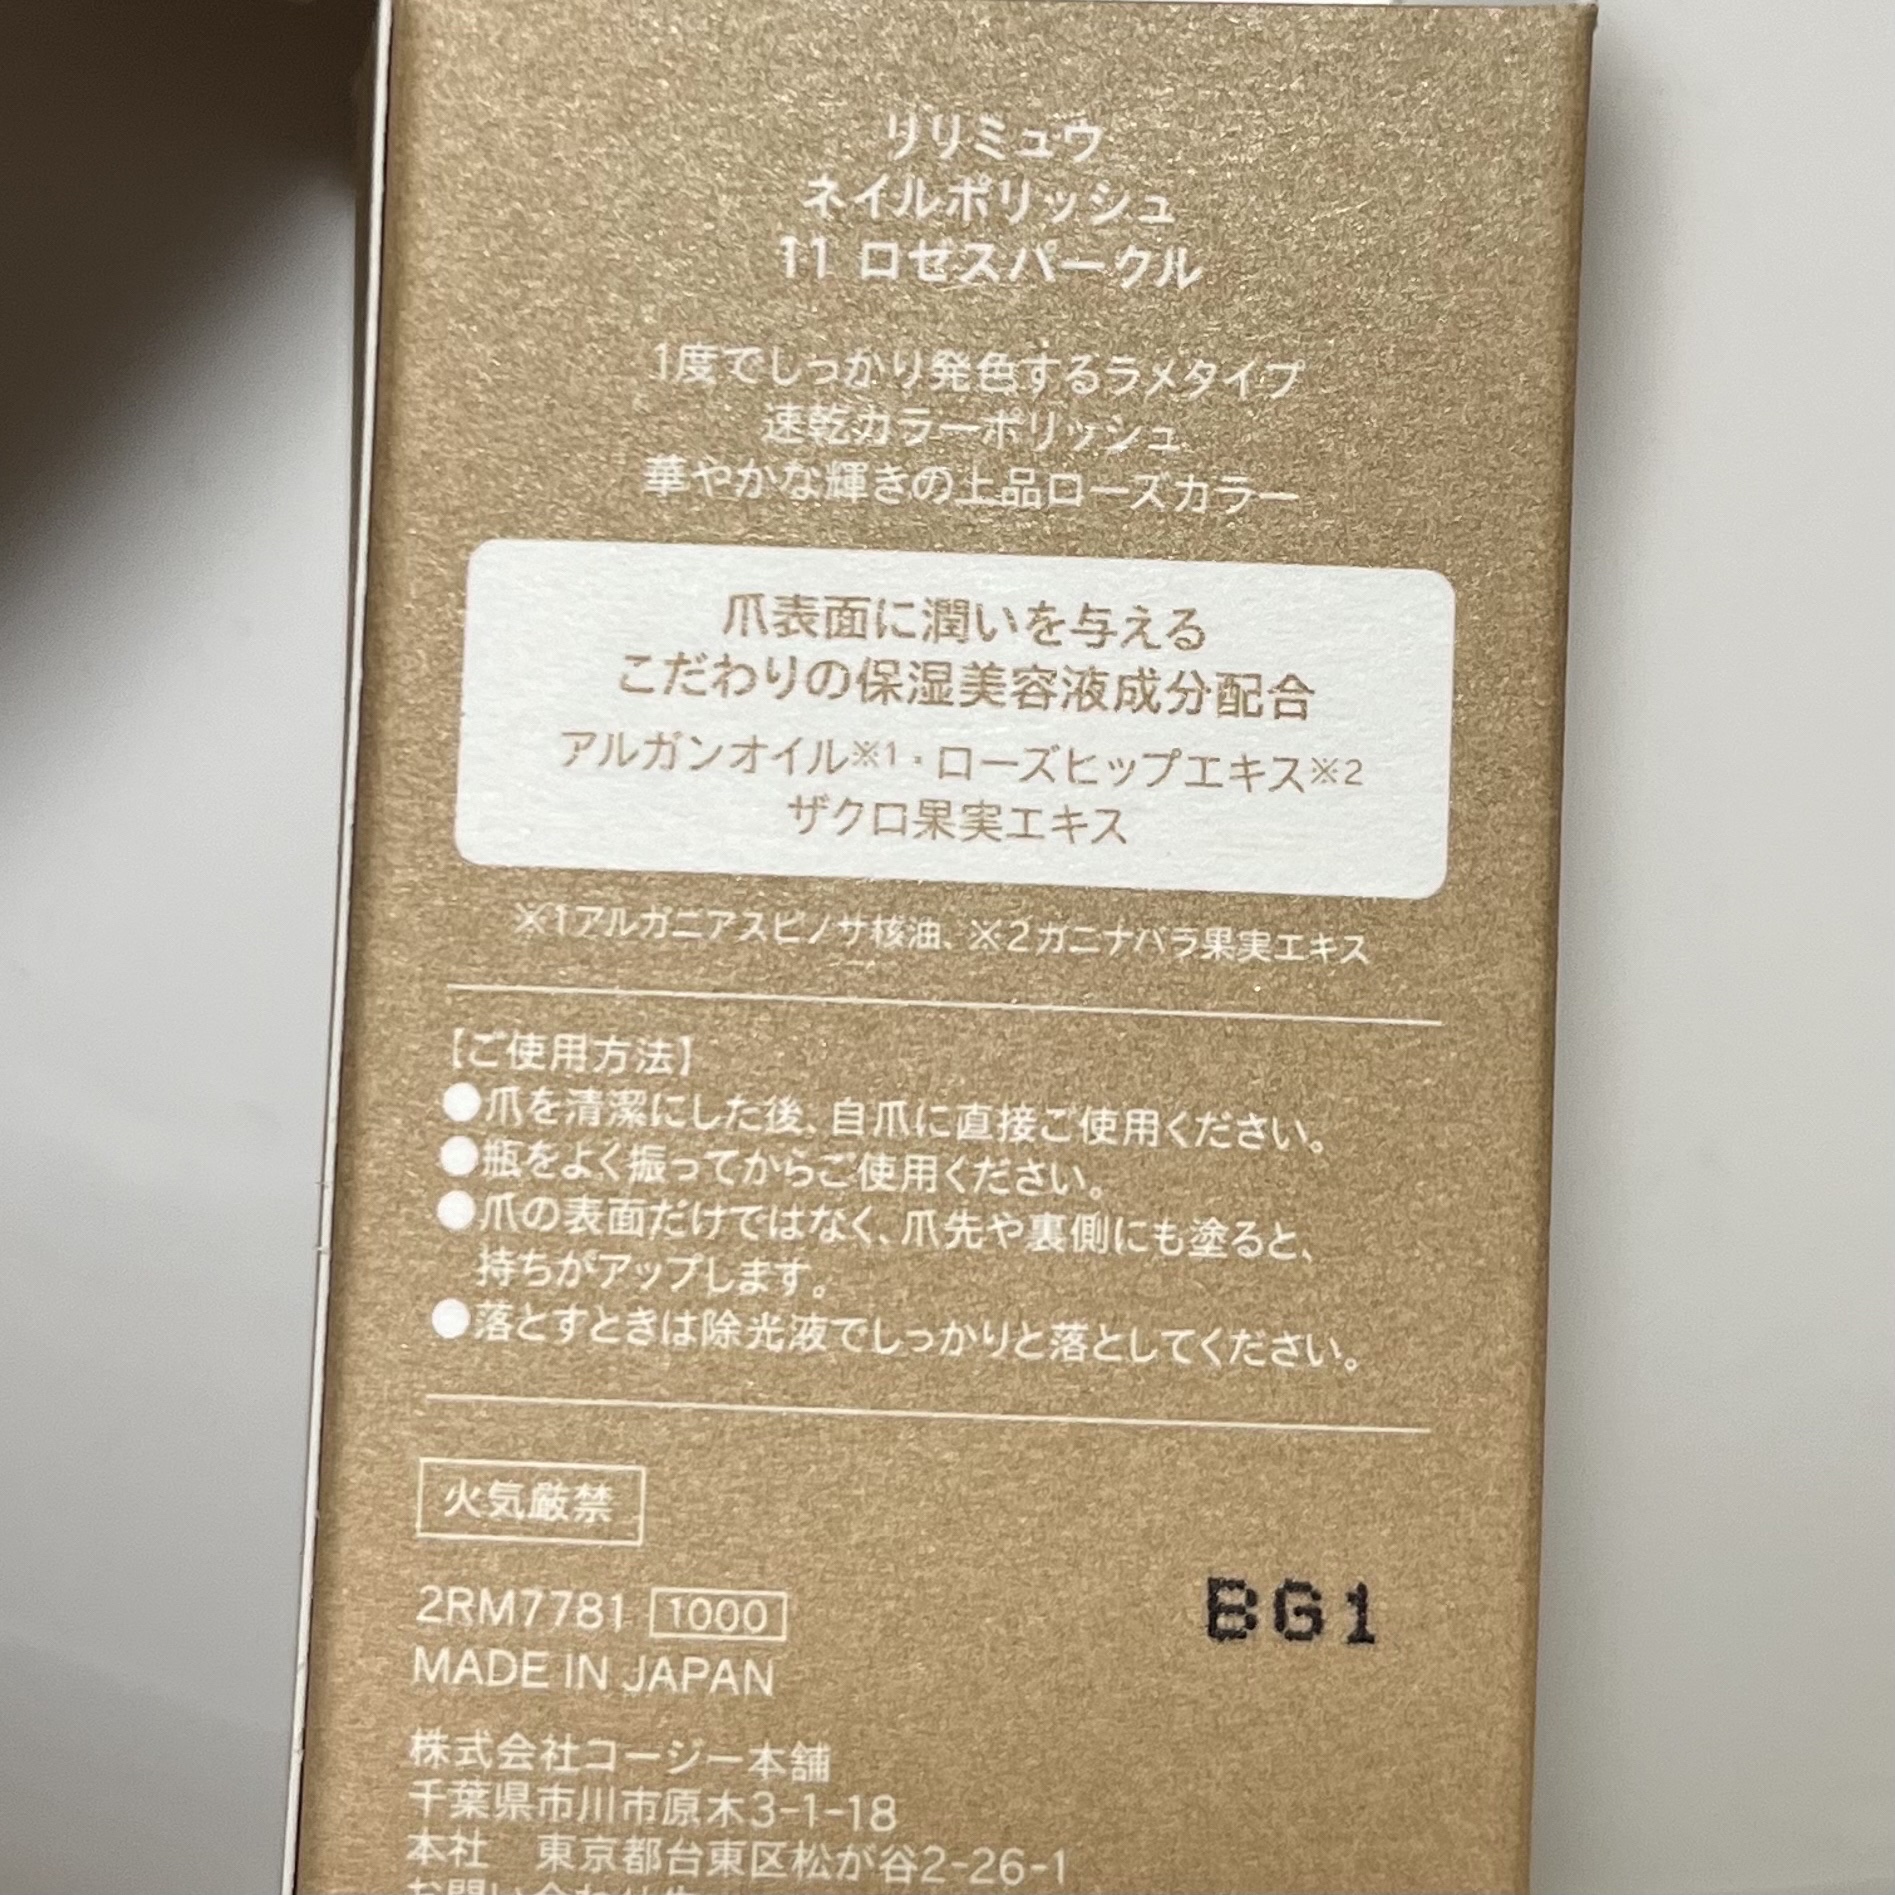 リリミュウ
ネイルポリッシュ
11 ロゼスパークル
1度でしっかり発色するラメタイプ
速乾カラーポリッシュ
華やかな輝きの上品ローズカラー
爪表面に潤いを与える
こだわりの保湿美容液成分配合
アルガンオイル※1・ローズヒップエキス※2
ザクロ果実エキス
※1アルガニアスピノサ核油、※2カニナバラ果実エキス
【ご使用方法】
●爪を清潔にした後、自爪に直接ご使用ください。
●瓶をよく振ってからご使用ください。
●爪の表面だけではなく、爪先や裏側にも塗ると、
持ちがアップします。
●落とすときは除光液でしっかりと落としてください。
火気厳禁
2RM7781 1000
BG1
MADE IN JAPAN
株式会社コージー本舗
千葉県市川市原木3-1-18
本社 東京都台東区松が谷2-26-1